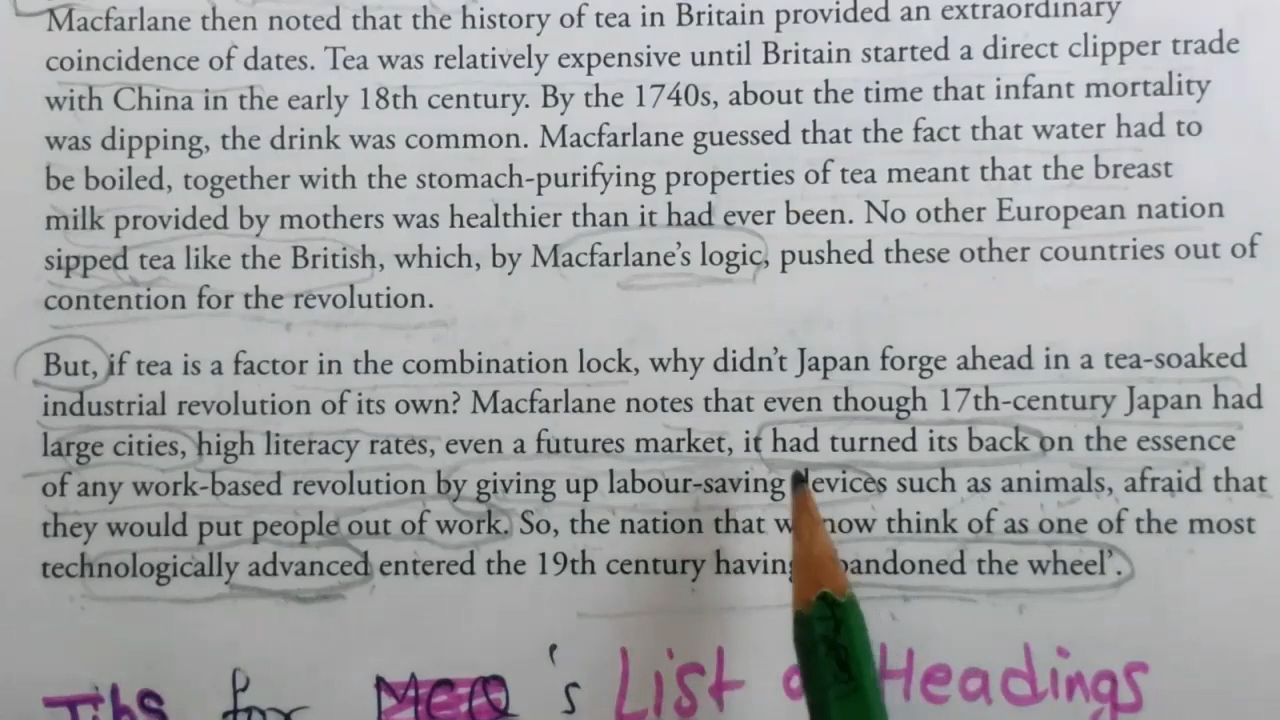 Macfarlane then noted that the history of tea in Britain provided an extraordinary
coincidence of dates. Tea was relatively expensive until Britain started a direct clipper trade
with China in the early 18th century. By the 1740s, about the time that infant mortality
was dipping, the drink was common. Macfarlane guessed that the fact that water had to
be boiled, together with the stomach-purifying properties of tea meant that the breast
milk provided by mothers was healthier than it had ever been. No other European nation
sipped tea like the British, which, by Macfarlane's logic, pushed these other countries out of
contention for the revolution.
But, if tea is a factor in the combination lock, why didn't Japan forge ahead in a tea-soaked
industrial revolution of its own? Macfarlane notes that even though 17th-century Japan had
large cities, high literacy rates, even a futures market, it had turned its back on the essence
of any work-based revolution by giving up labour-saving devices such as animals, afraid that
they would put people out of work. So, the nation that now think of as one of the most
technologically advanced entered the 19th century having abandoned the wheel'.
for MCQ's List Headings